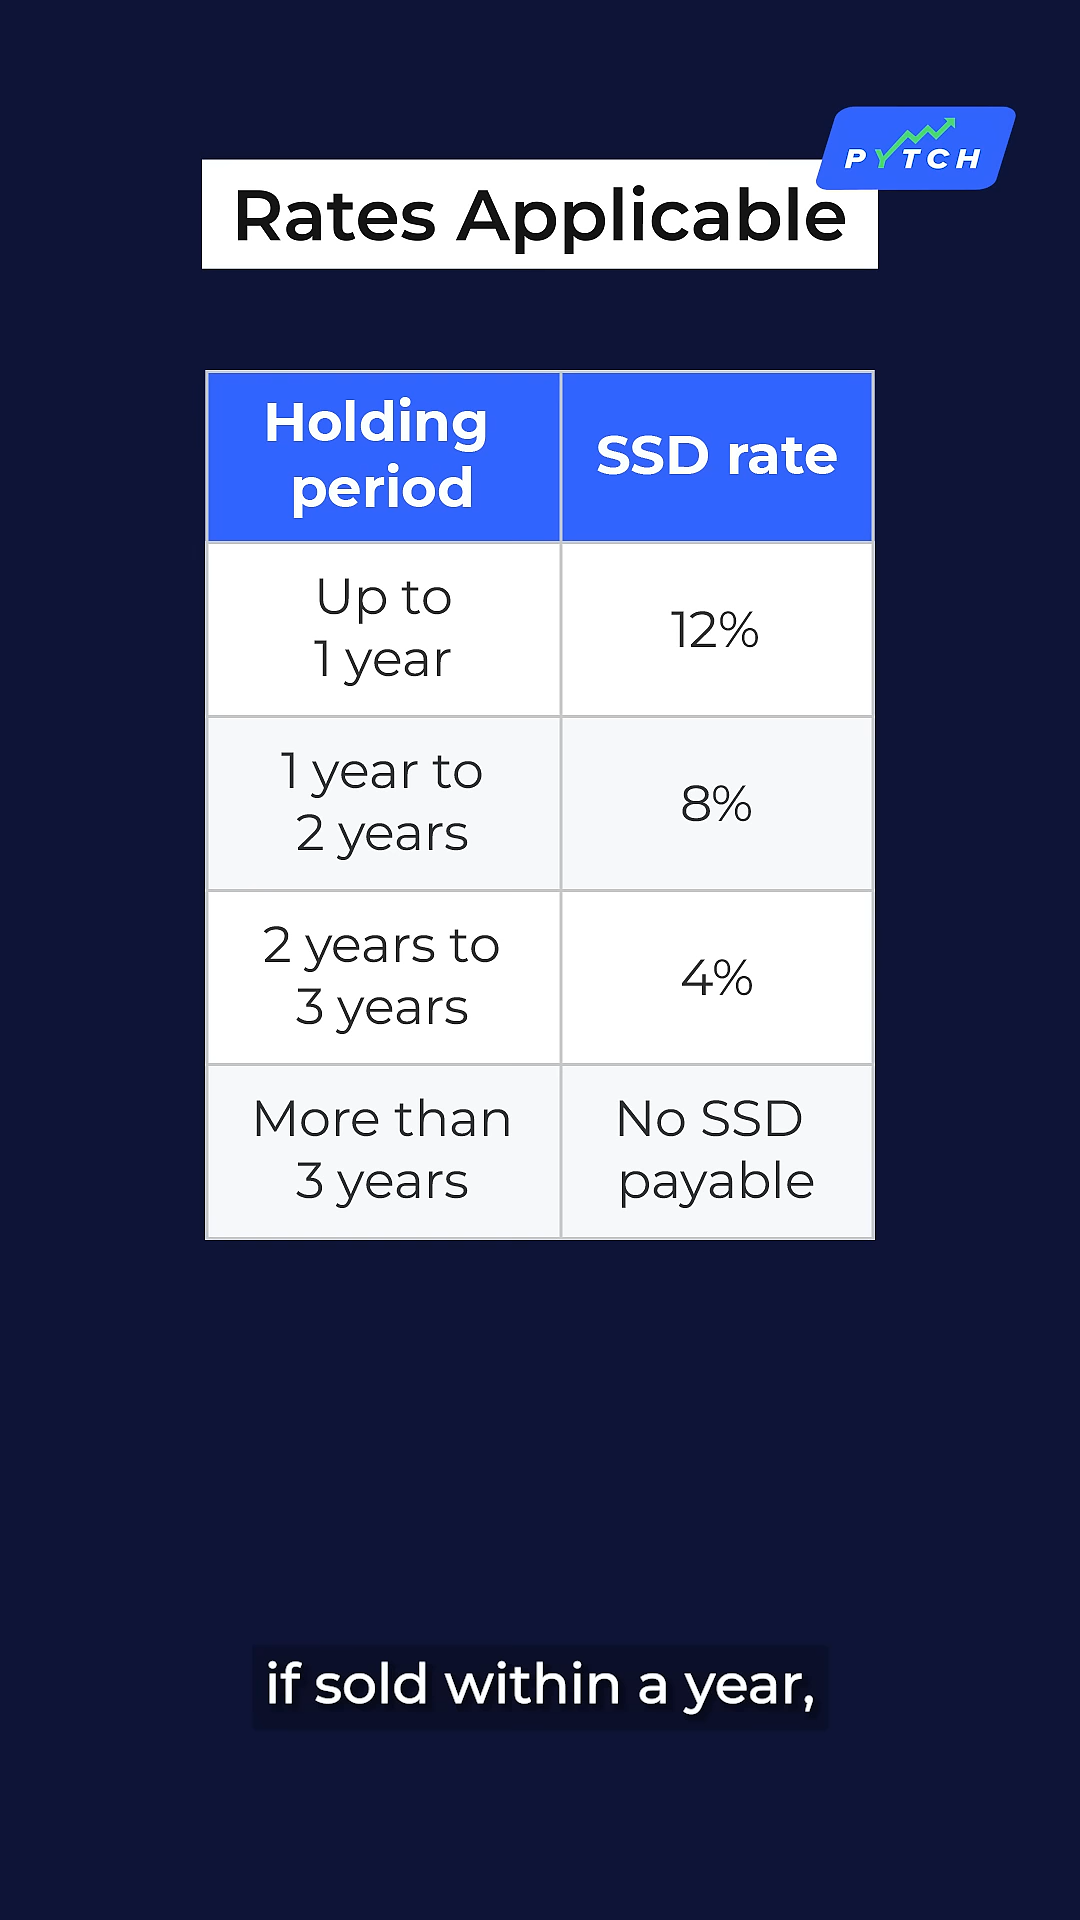 PYTCH
Rates Applicable
Holding
period
SSD rate
Up to
1 year
12%
1 year to
2 years
8%
2 years to
3 years
4%
More than
3 years
No SSD
payable
if sold within a year,